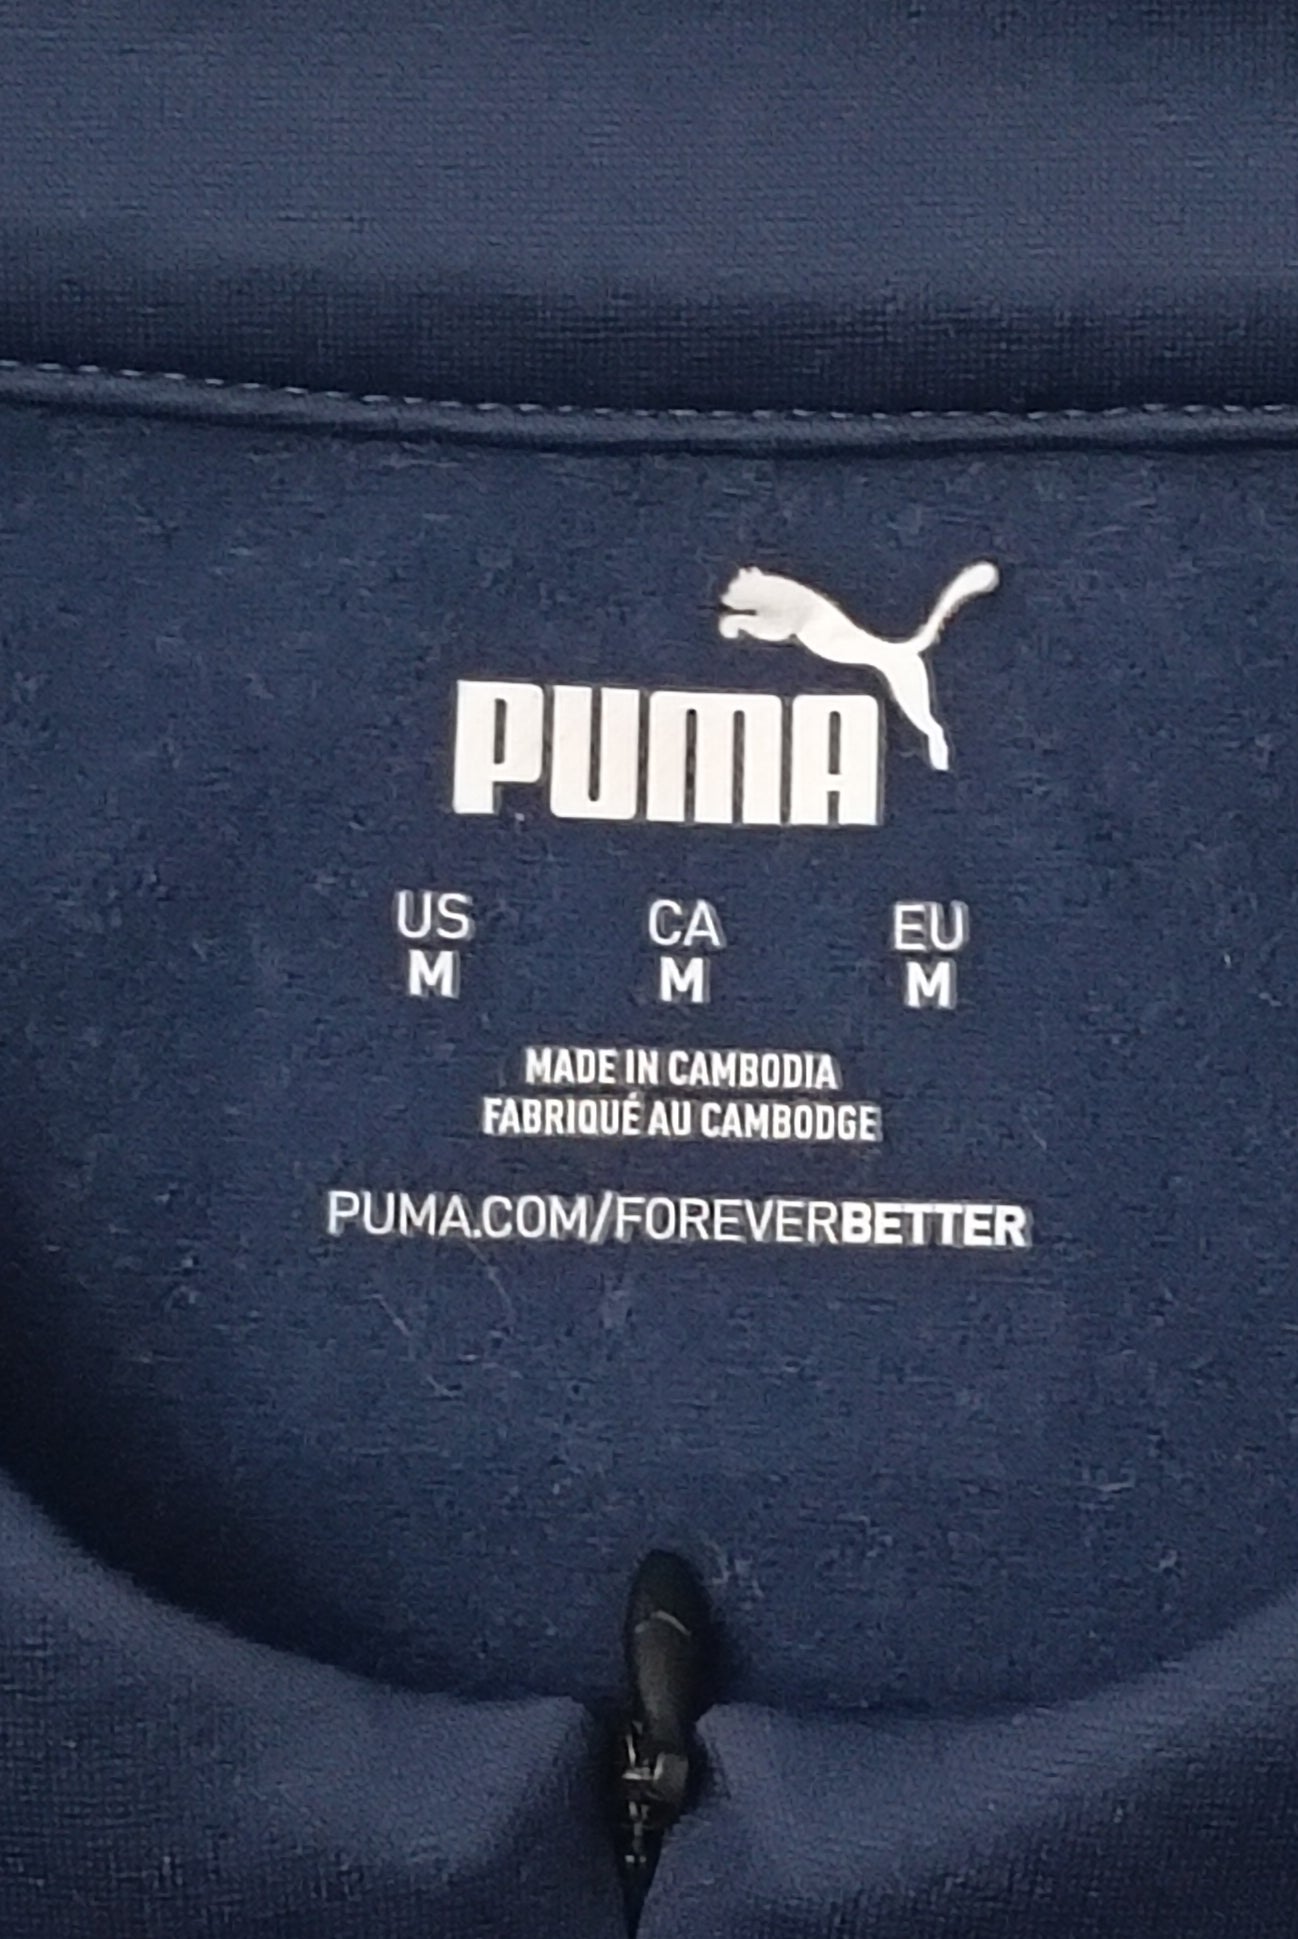 PUMA
US CA EU
M M M
MADE IN CAMBODIA
FABRIQUÉ AU CAMBODGE
PUMA.COM/FOREVERBETTER